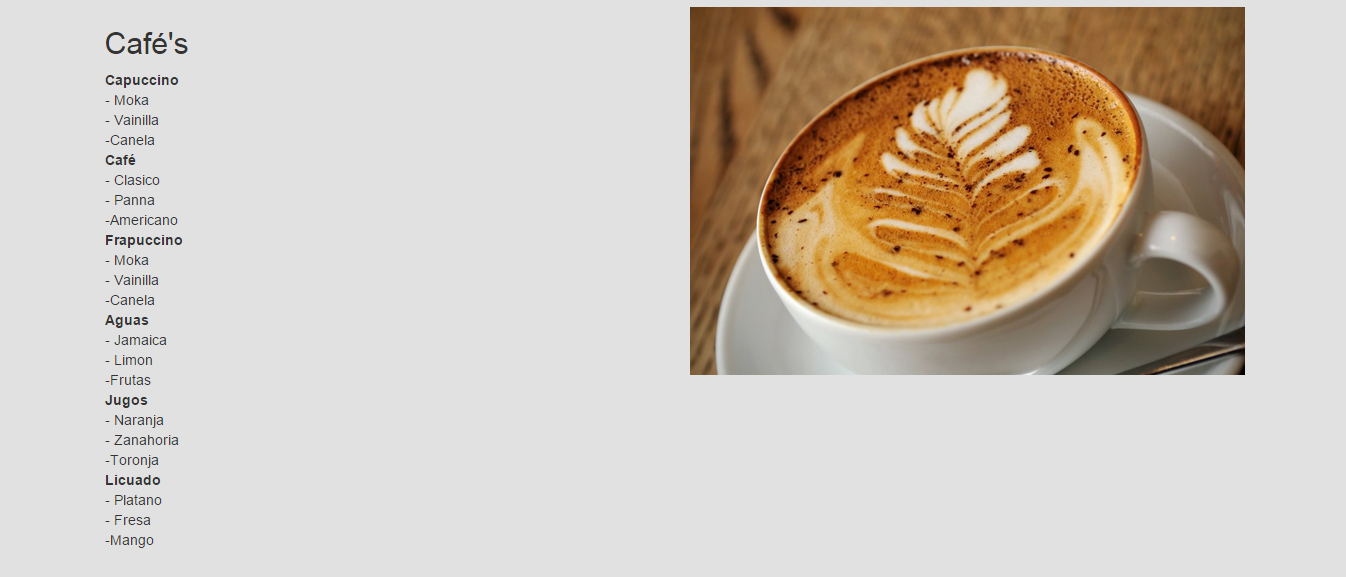 Café's
Capuccino
- Moka
- Vainilla
-Canela
Café
- Clasico
- Panna
-Americano
Frapuccino
- Moka
- Vainilla
-Canela
Aguas
- Jamaica
- Limon
-Frutas
Jugos
- Naranja
- Zanahoria
-Toronja
Licuado
- Platano
- Fresa
-Mango